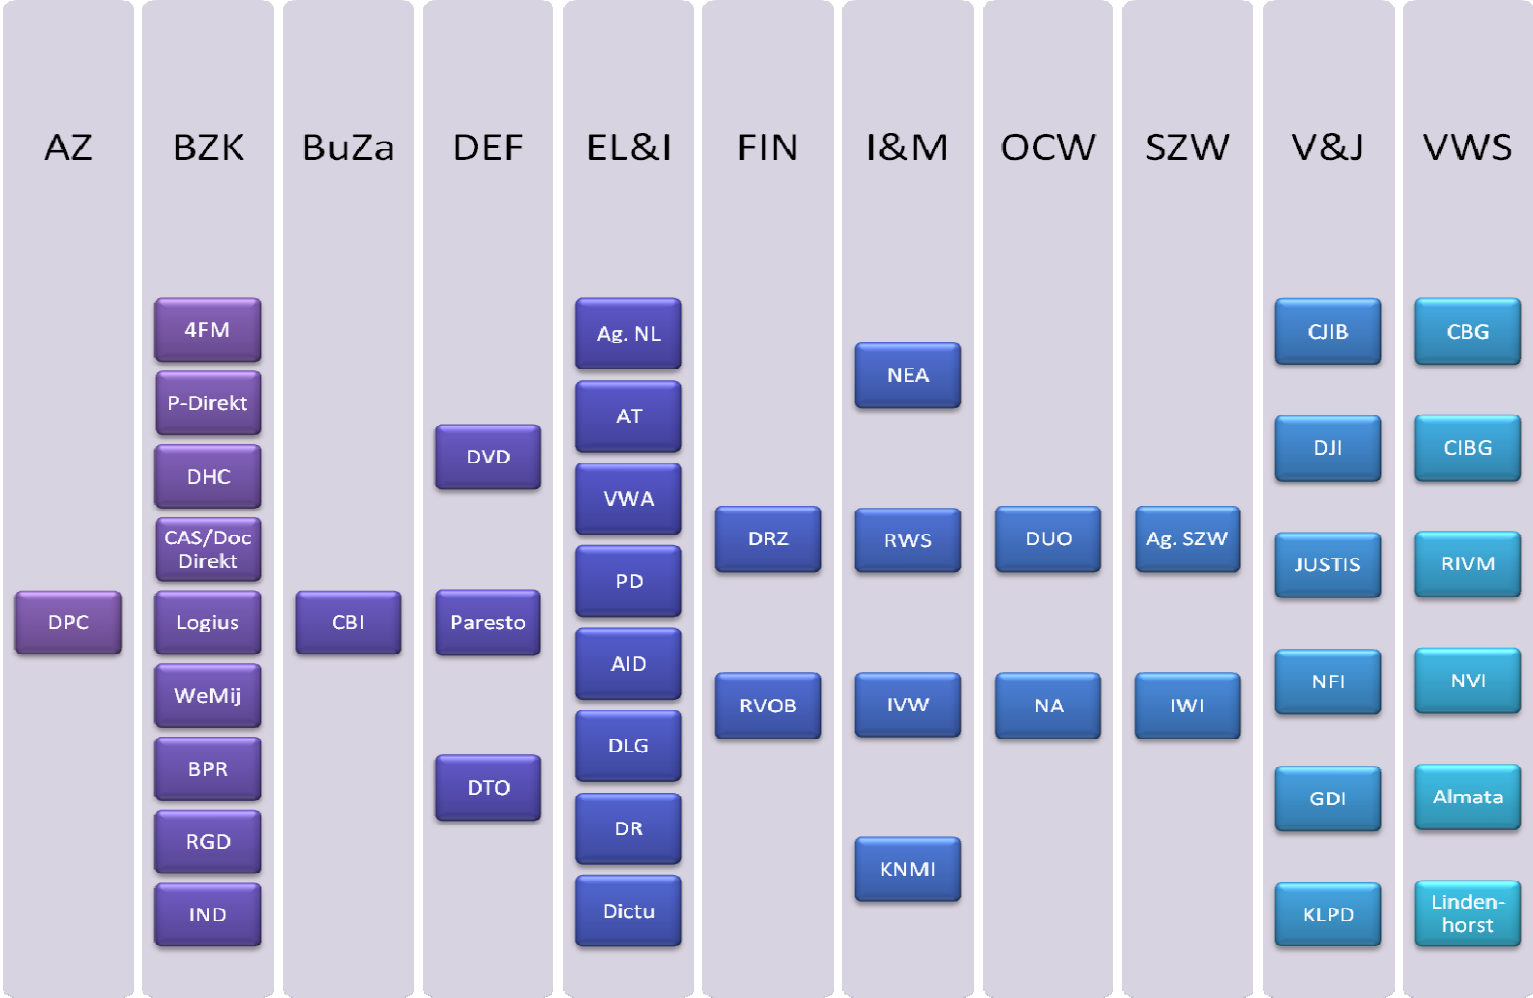 AZ
DPC
BZK
4FM
P-Direkt
DHC
CAS/Doc
Direkt
Logius
WeMij
BPR
RGD
IND
BuZa
CBI
DEF
DVD
Paresto
DTO
EL&I
Ag. NL
AT
VWA
PD
AID
DLG
DR
Dictu
FIN
DRZ
RVOB
I&M
NEA
RWS
IVW
KNMI
OCW
DUO
NA
SZW
Ag. SZW
IWI
V&J
CJIB
DJI
JUSTIS
NFI
GDI
KLPD
VWS
CBG
CIBG
RIVM
NVI
Almata
Linden-
horst